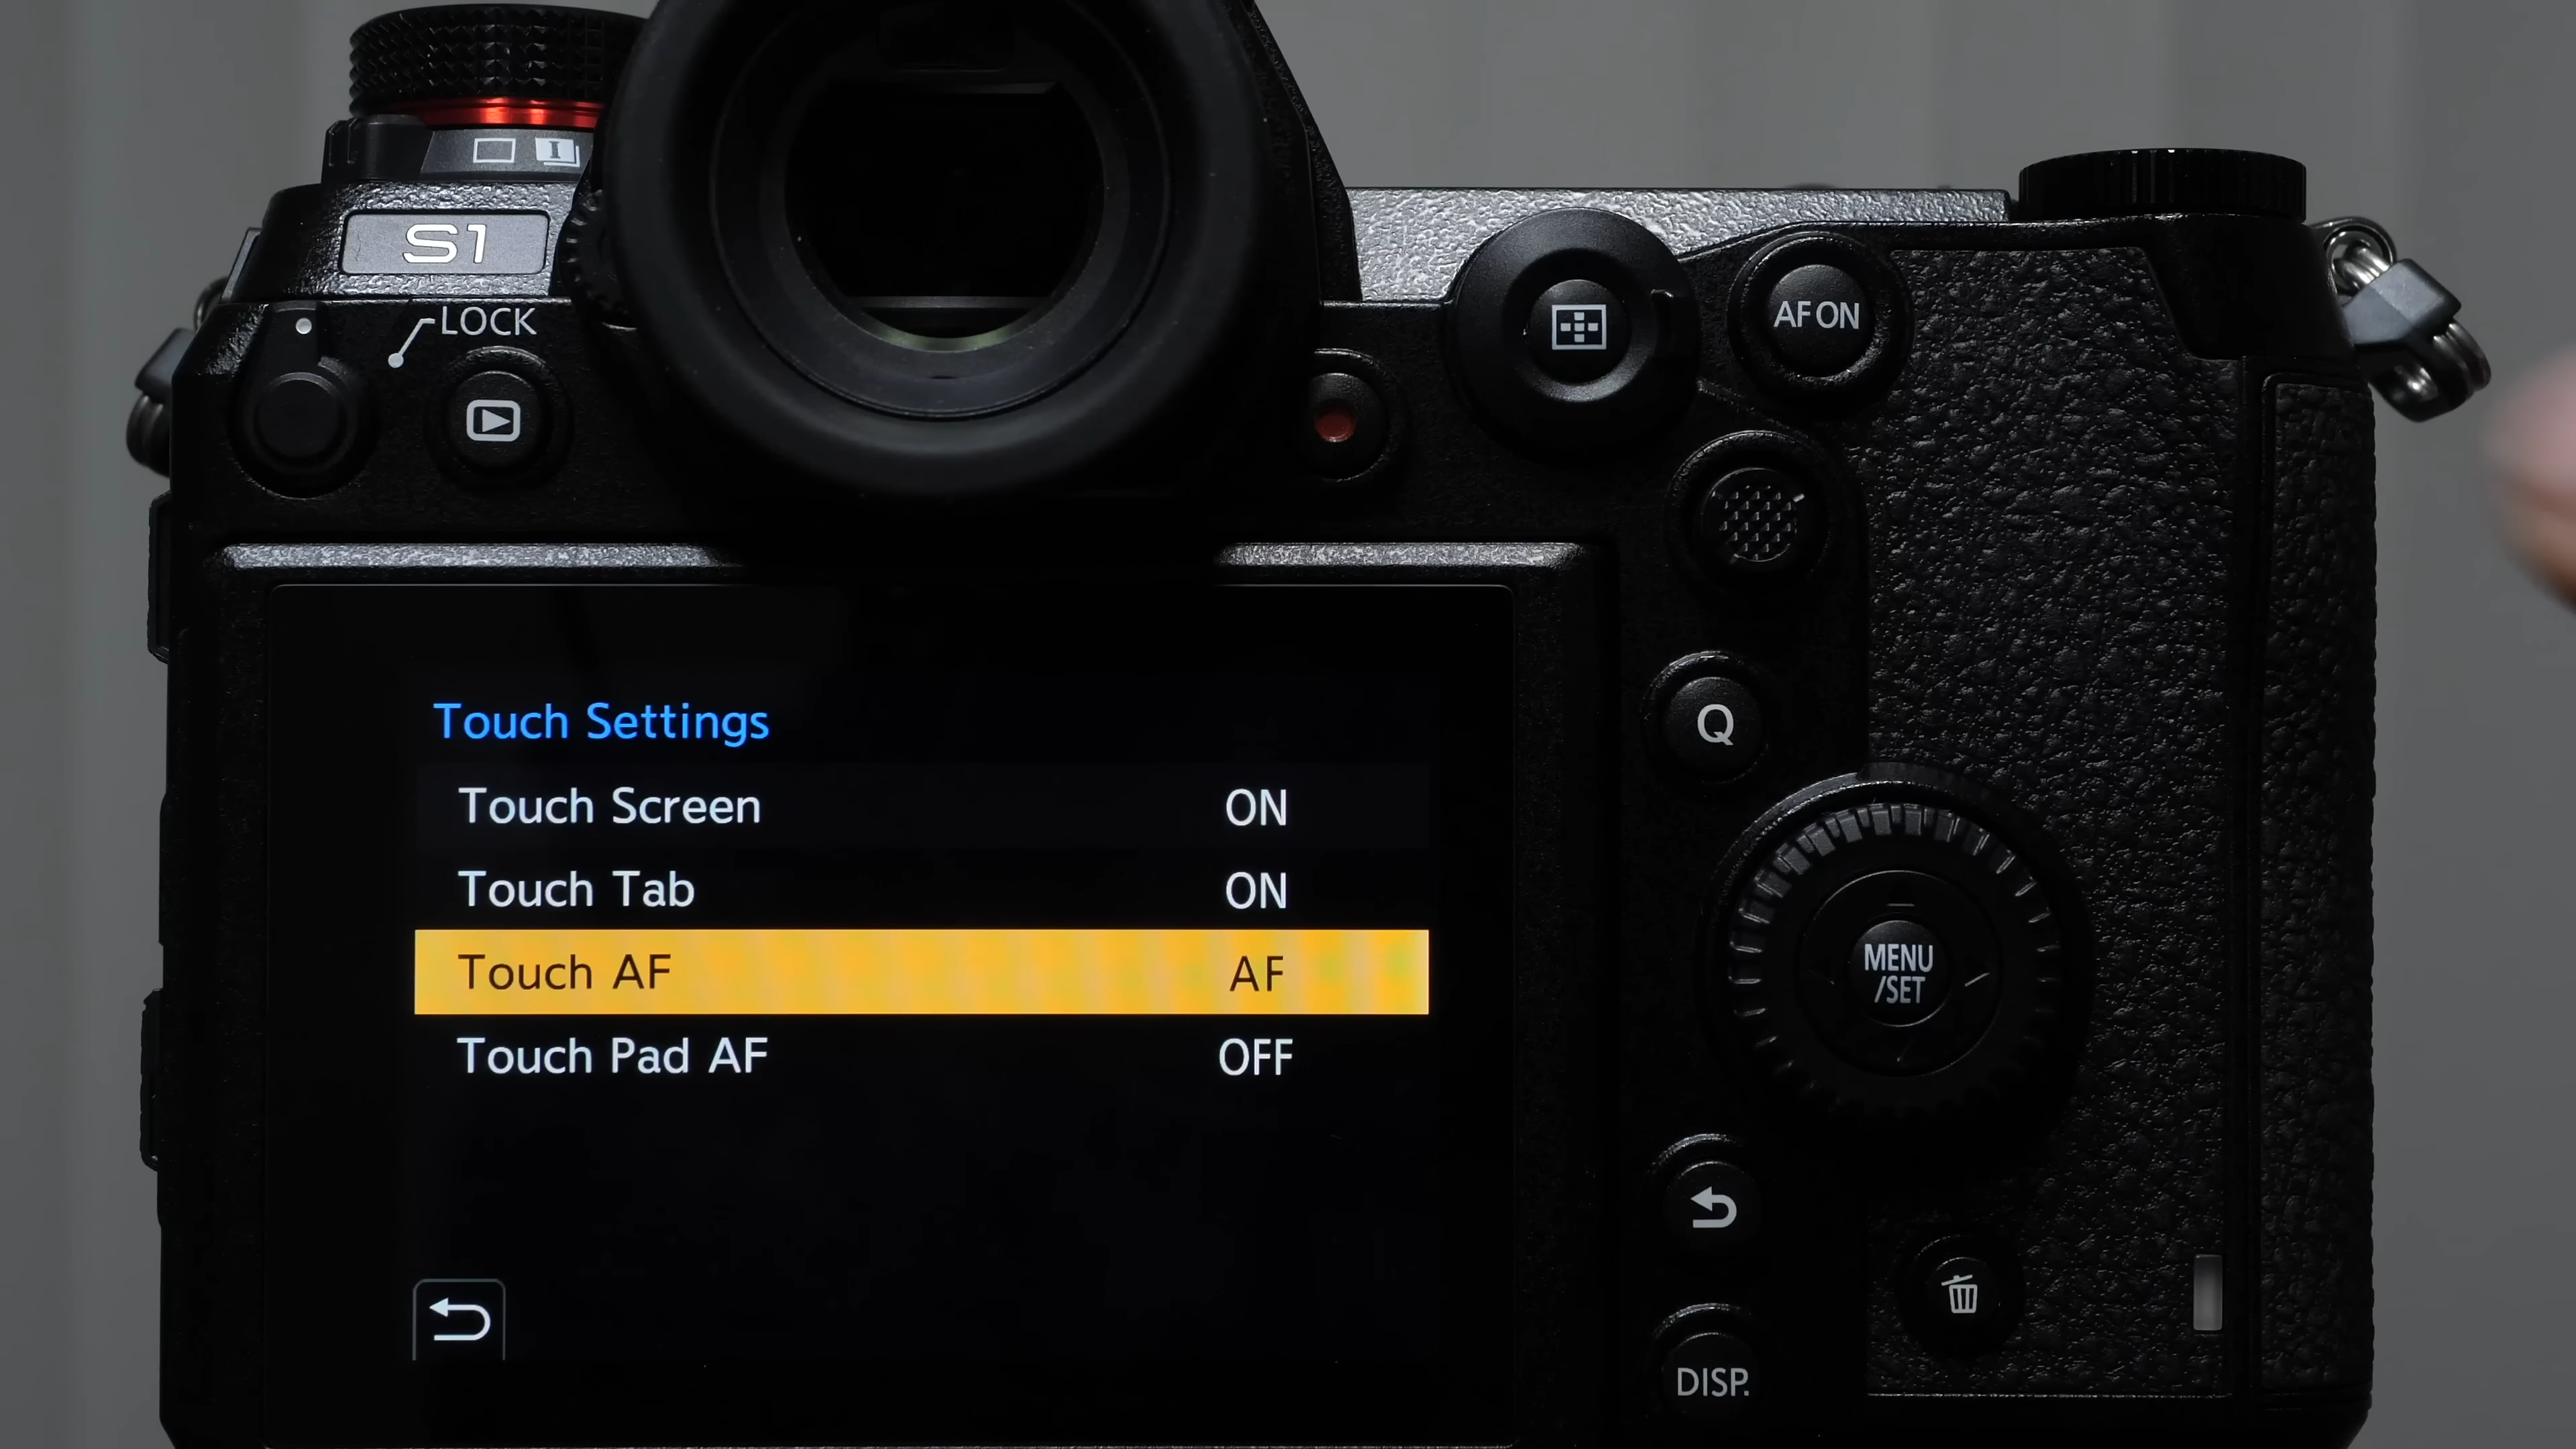 I
S1
LOCK
AF ON
Q
Touch Settings
Touch Screen ON
Touch Tab ON
Touch AF AF
Touch Pad AF OFF
MENU
/SET
DISP.